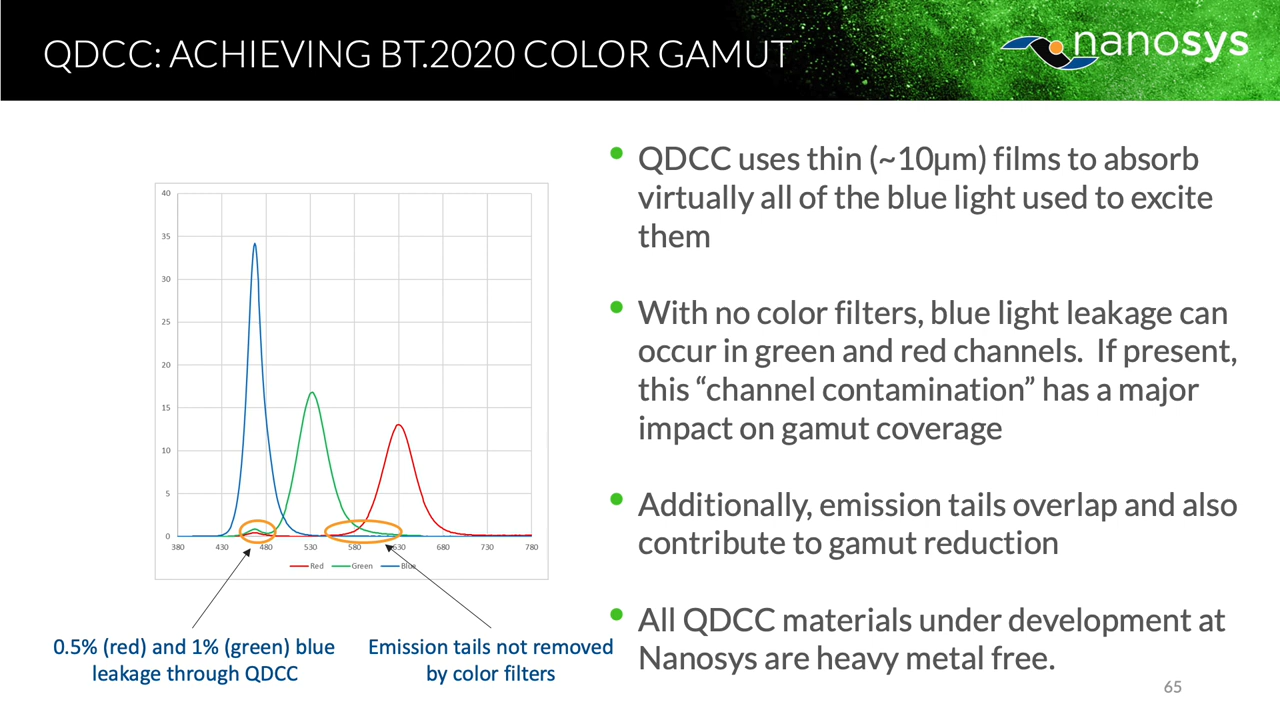 QDCC: ACHIEVING BT.2020 COLOR GAMUT
nanosys
• QDCC uses thin (~10µm) films to absorb
virtually all of the blue light used to excite
them
• With no color filters, blue light leakage can
occur in green and red channels.  If present,
this “channel contamination” has a major
impact on gamut coverage
• Additionally, emission tails overlap and also
contribute to gamut reduction
• All QDCC materials under development at
Nanosys are heavy metal free.
40
35
30
25
20
15
10
5
0
380 430 480 530 580 630 680 730 780
Red Green Blue
0.5% (red) and 1% (green) blue
leakage through QDCC
Emission tails not removed
by color filters
65